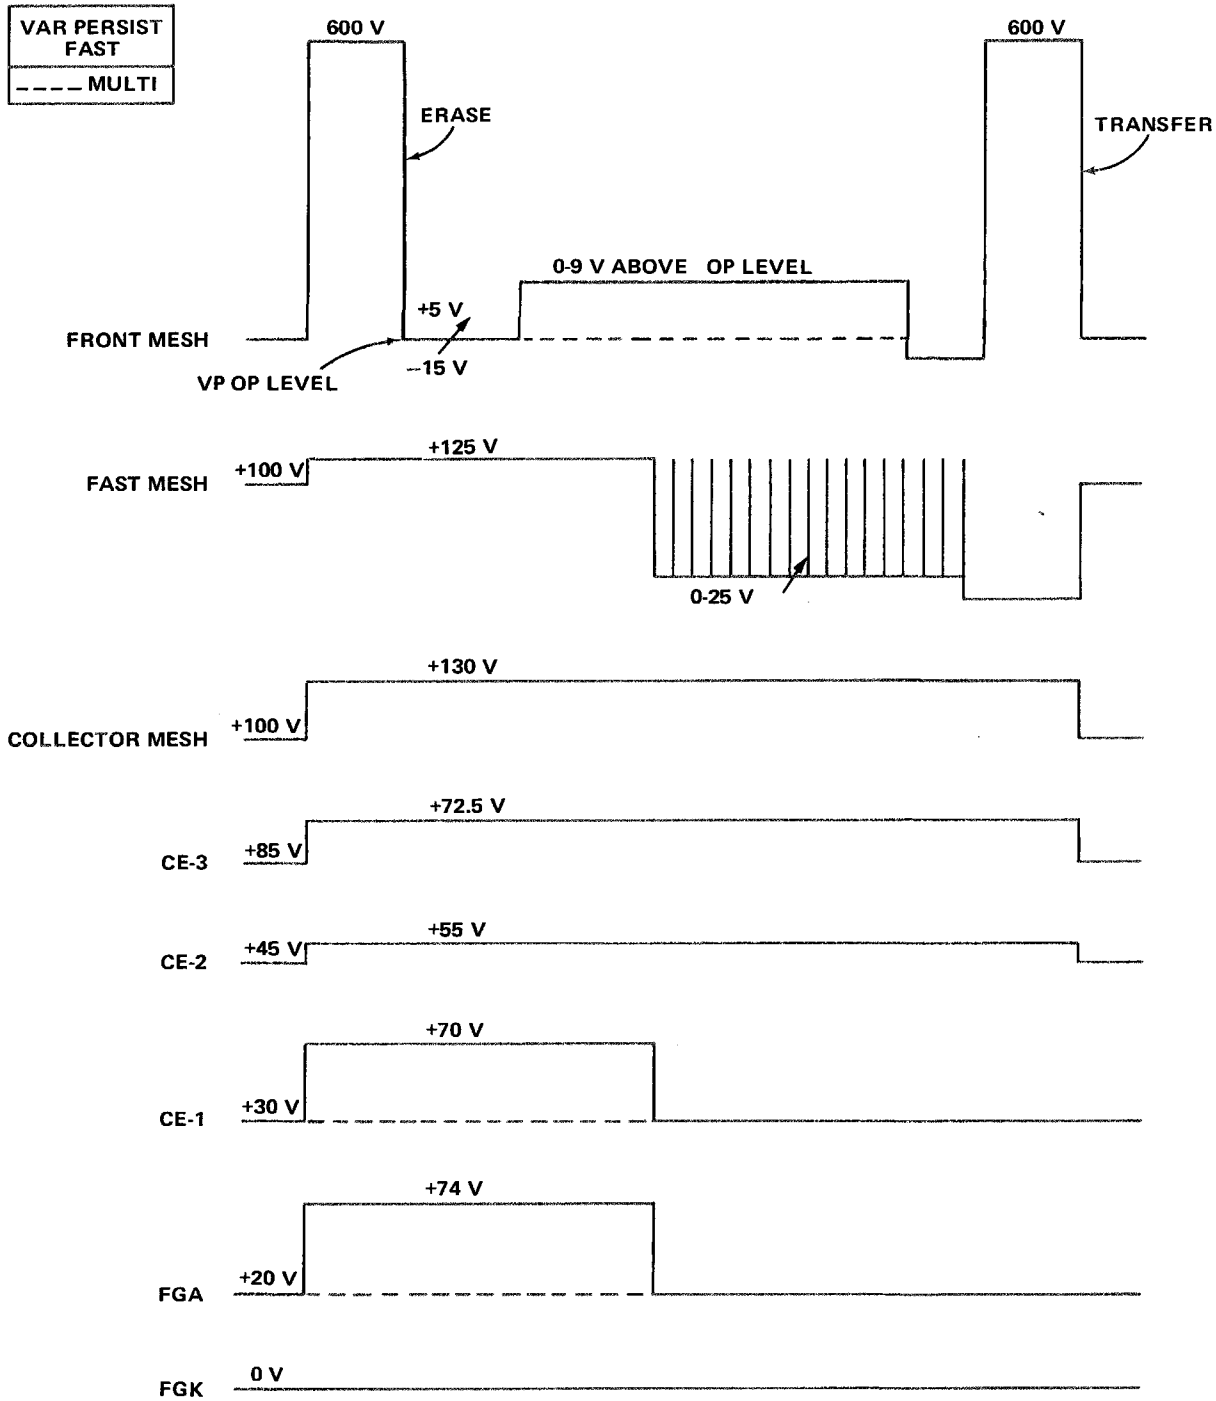 VAR PERSIST
FAST
---- MULTI
600 V
600 V
ERASE
TRANSFER
0-9 V ABOVE OP LEVEL
+5 V
FRONT MESH
-15 V
VP OP LEVEL
+125 V
+100 V
FAST MESH
0-25 V
+130 V
+100 V
COLLECTOR MESH
+72.5 V
+85 V
CE-3
+55 V
+45 V
CE-2
+70 V
+30 V
CE-1
+74 V
+20 V
FGA
0 V
FGK